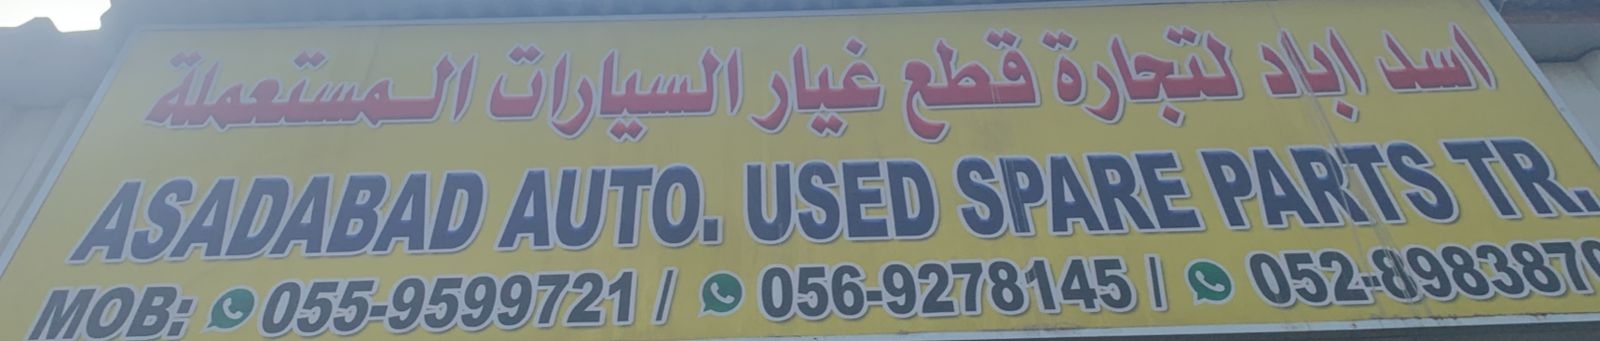 اسد اباد لتجارة قطع غيار السيارات المستعملة
ASADABAD AUTO. USED SPARE PARTS TR.
MOB: 055-9599721 / 056-9278145 / 052-8983870